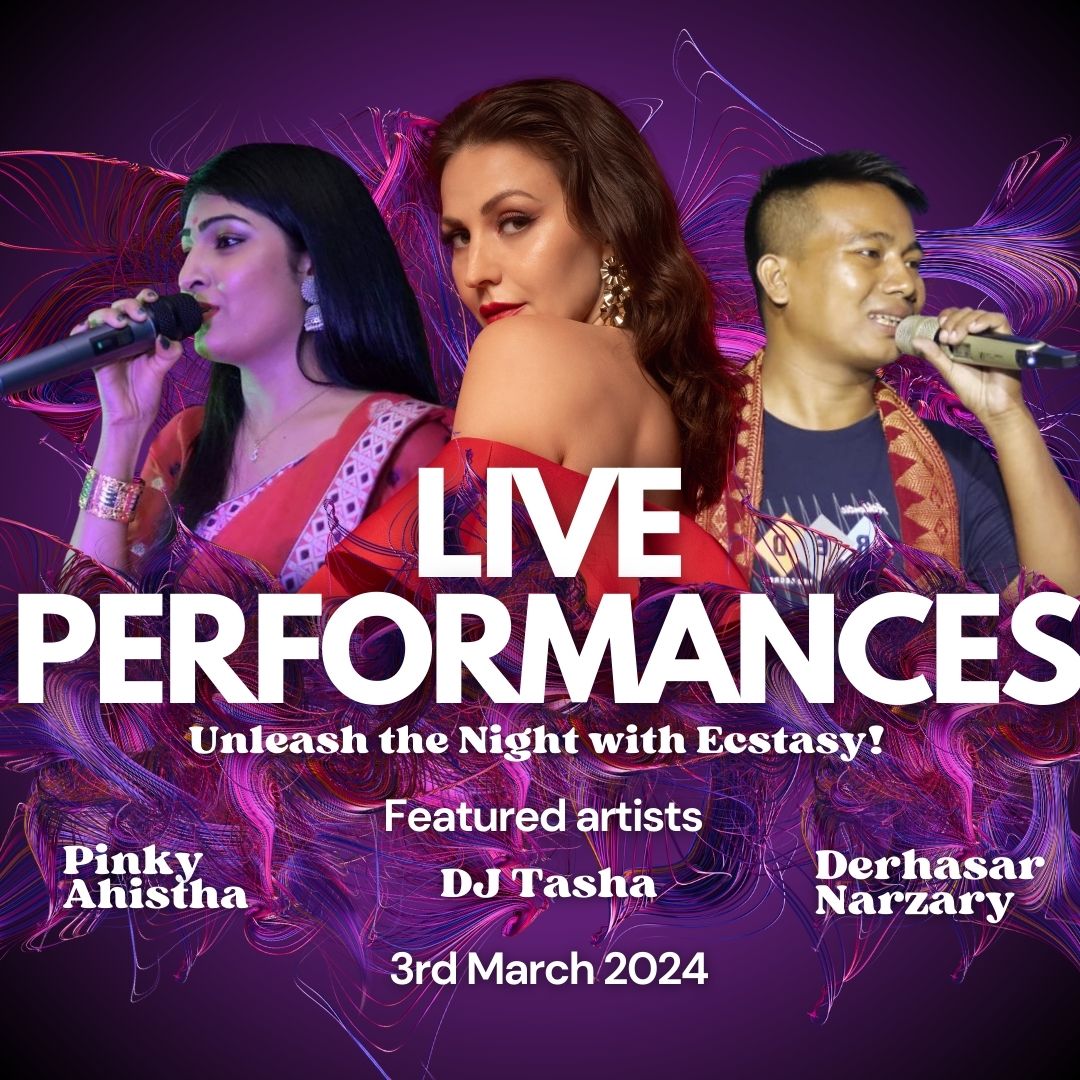 LIVE
PERFORMANCES
Unleash the Night with Ecstasy!
Featured artists
Pinky
Ahistha
DJ Tasha
Derhasar
Narzary
3rd March 2024